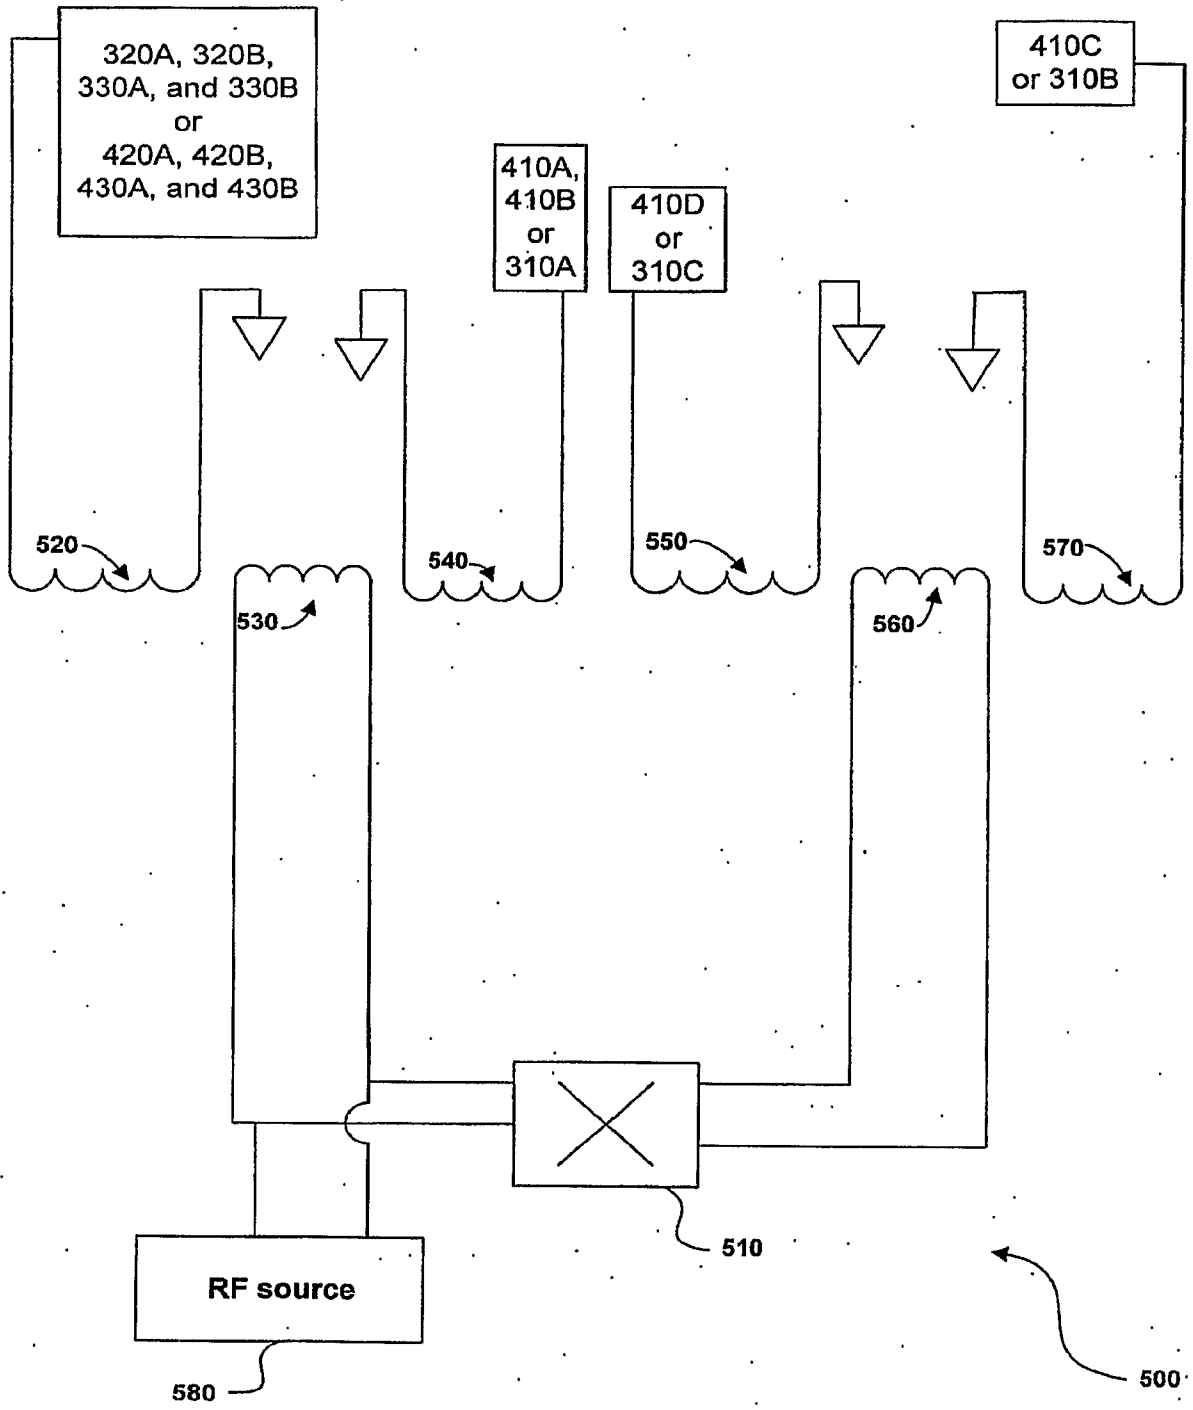 320A, 320B,
330A, and 330B
or
420A, 420B,
430A, and 430B
410C
or 310B
410A,
410B
or
310A
410D
or
310C
520
530
540
550
560
570
510
RF source
580
500